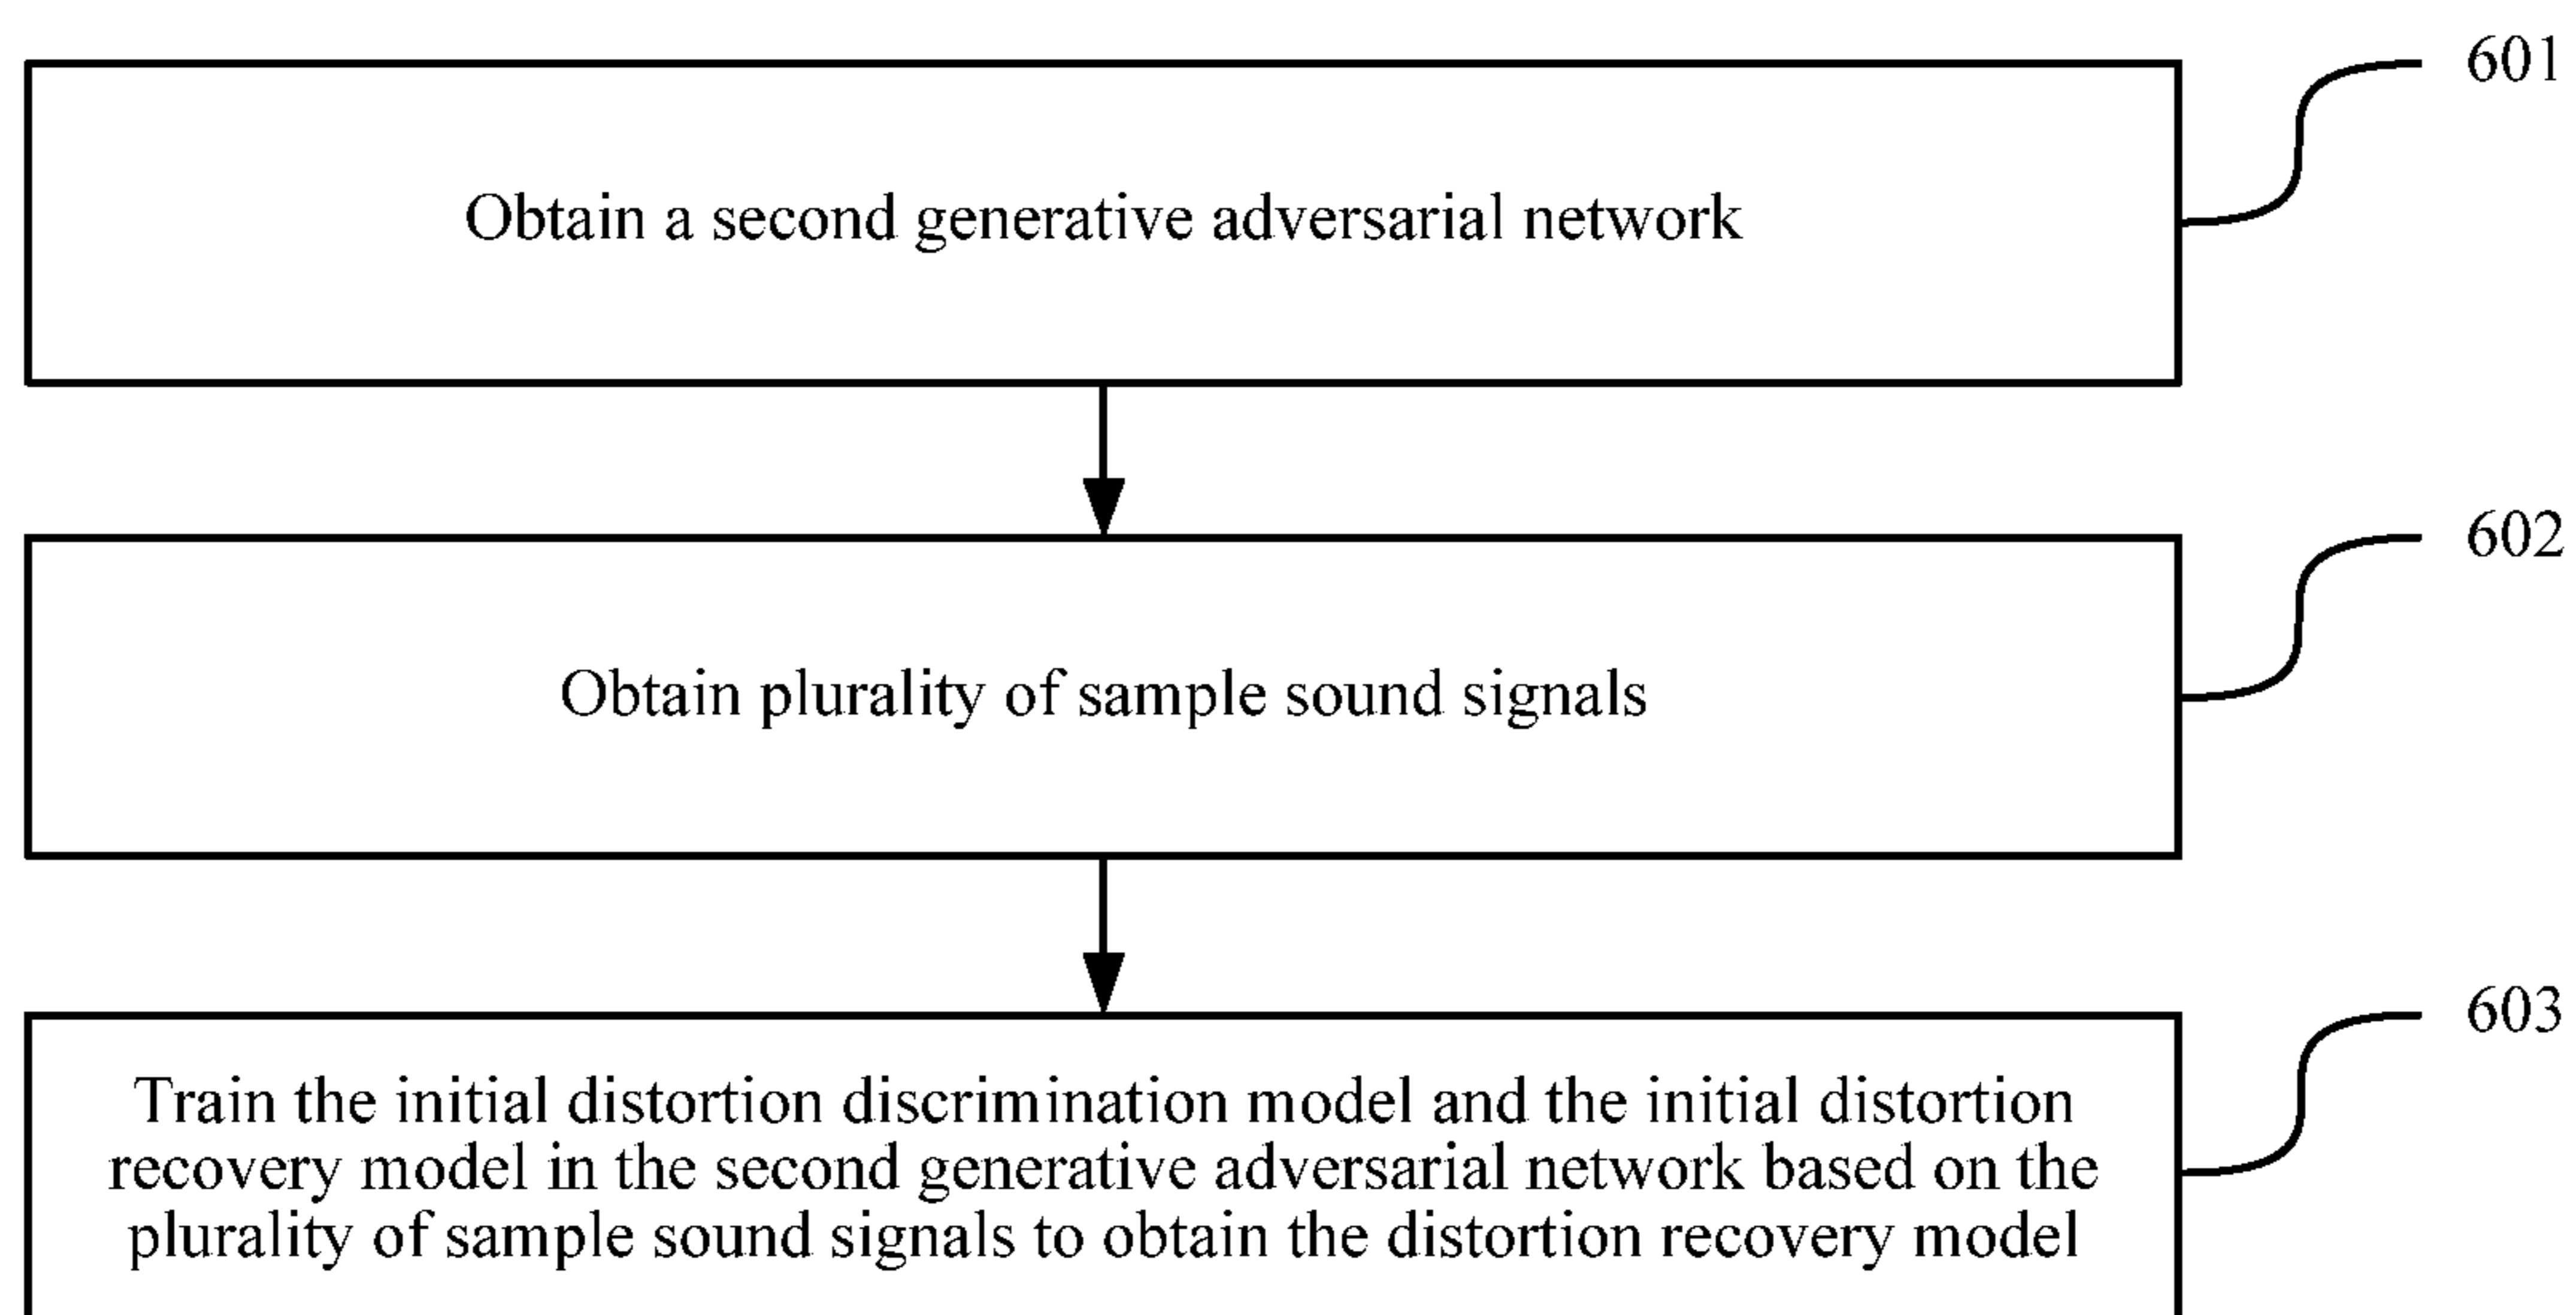 601
Obtain a second generative adversarial network
602
Obtain plurality of sample sound signals
603
Train the initial distortion discrimination model and the initial distortion
recovery model in the second generative adversarial network based on the
plurality of sample sound signals to obtain the distortion recovery model